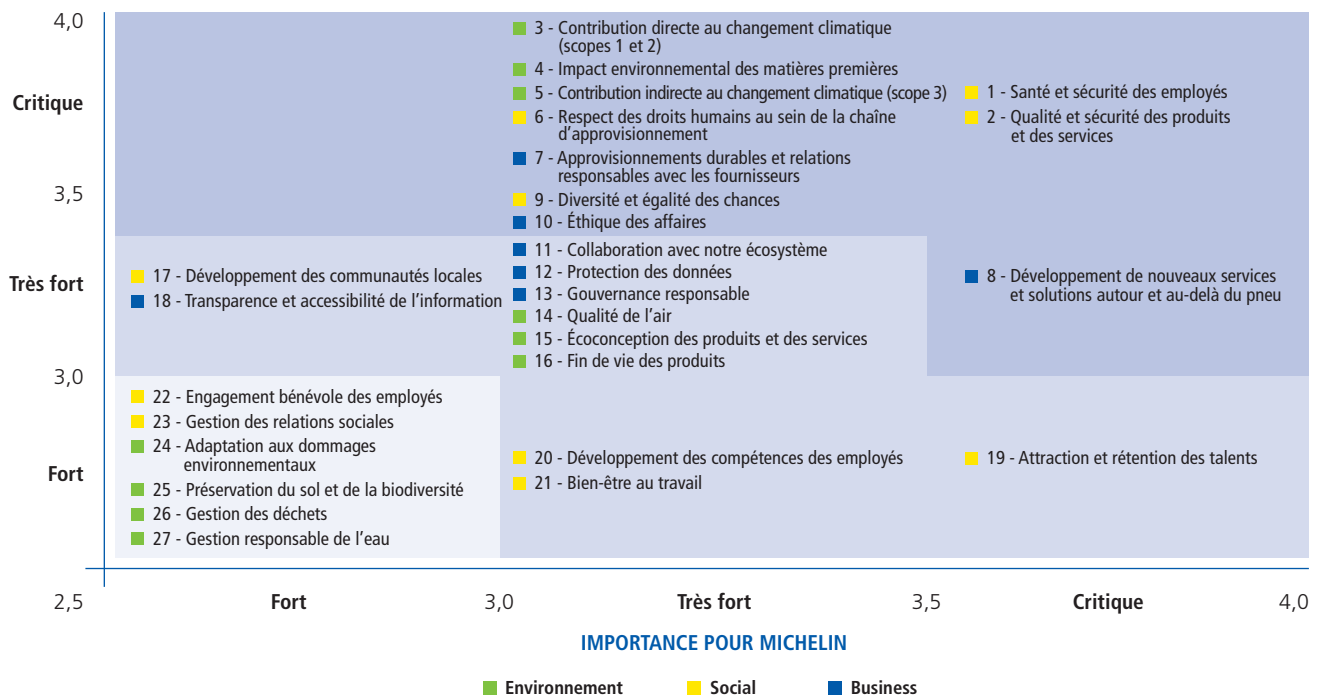 4,0
Critique
3,5
Très fort
3,0
Fort
3 - Contribution directe au changement climatique
(scopes 1 et 2)
4 - Impact environnemental des matières premières
5 - Contribution indirecte au changement climatique (scope 3)
6 - Respect des droits humains au sein de la chaîne
d'approvisionnement
7 - Approvisionnements durables et relations
responsables avec les fournisseurs
9 - Diversité et égalité des chances
10 - Éthique des affaires
1 - Santé et sécurité des employés
2 - Qualité et sécurité des produits
et des services
17 - Développement des communautés locales
18 - Transparence et accessibilité de l'information
11 - Collaboration avec notre écosystème
12 - Protection des données
13 - Gouvernance responsable
14 - Qualité de l'air
15 - Écoconception des produits et des services
16 - Fin de vie des produits
8 - Développement de nouveaux services
et solutions autour et au-delà du pneu
22 - Engagement bénévole des employés
23 - Gestion des relations sociales
24 - Adaptation aux dommages
environnementaux
25 - Préservation du sol et de la biodiversité
26 - Gestion des déchets
27 - Gestion responsable de l'eau
20 - Développement des compétences des employés
21 - Bien-être au travail
19 - Attraction et rétention des talents
2,5 Fort 3,0 Très fort 3,5 Critique 4,0
IMPORTANCE POUR MICHELIN
Environnement Social Business